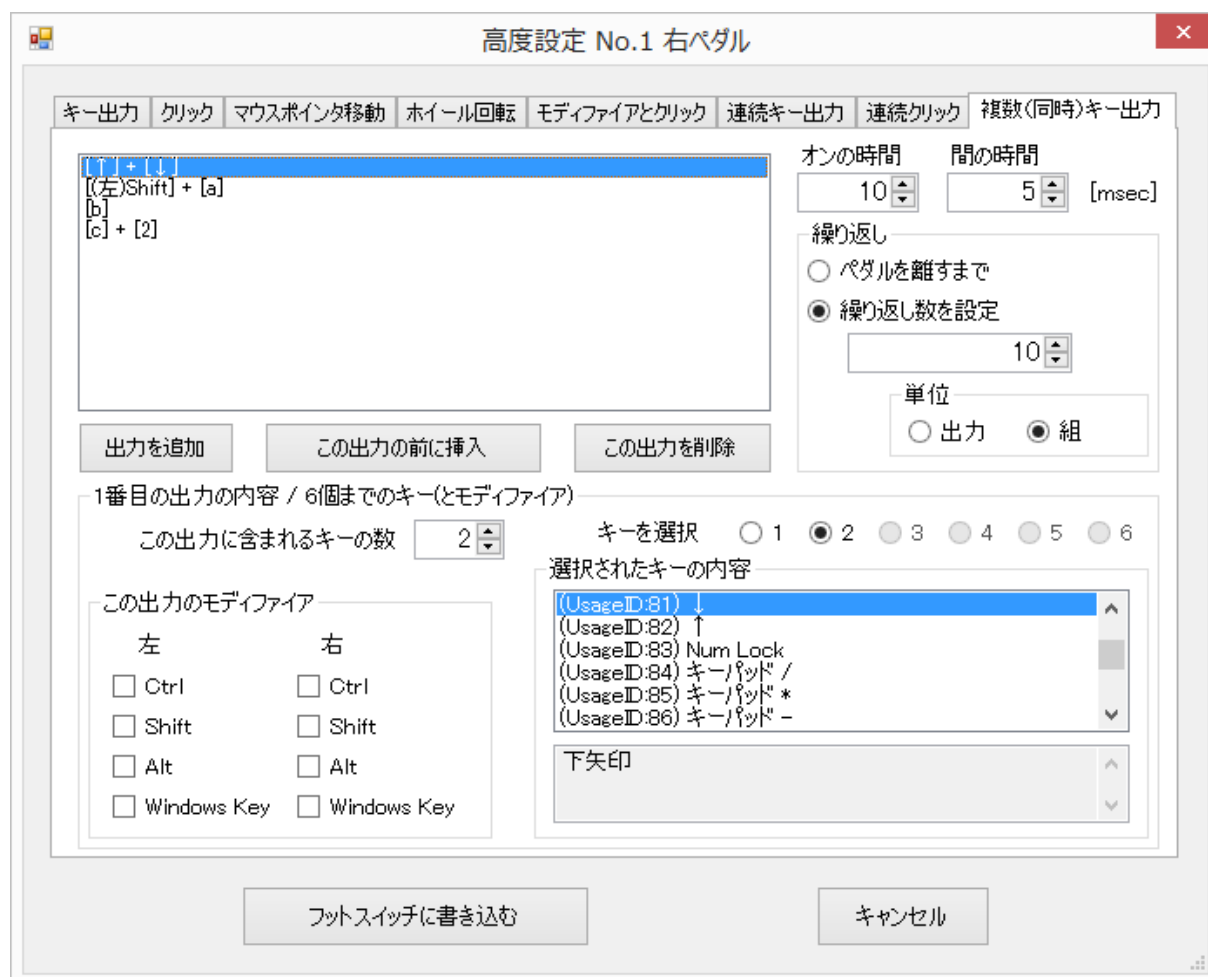 高度設定 No.1 右ペダル
キー出力 クリック マウスポインタ移動 ホイール回転 モディファイアとクリック 連続キー出力 連続クリック 複数(同時)キー出力
[↑] + [↓]
[(左)Shift] + [a]
[b]
[c] + [2]
オンの時間 間の時間
10 5 [msec]
繰り返し
ペダルを離すまで
繰り返し数を設定
10
単位
出力 組
出力を追加 この出力の前に挿入 この出力を削除
1番目の出力の内容 / 6個までのキー(とモディファイア)
この出力に含まれるキーの数 2
キーを選択 1 2 3 4 5 6
この出力のモディファイア
左 右
Ctrl Ctrl
Shift Shift
Alt Alt
Windows Key Windows Key
選択されたキーの内容
(UsageID:81) ↓
(UsageID:82) ↑
(UsageID:83) Num Lock
(UsageID:84) キーパッド /
(UsageID:85) キーパッド *
(UsageID:86) キーパッド -
下矢印
フットスイッチに書き込む キャンセル